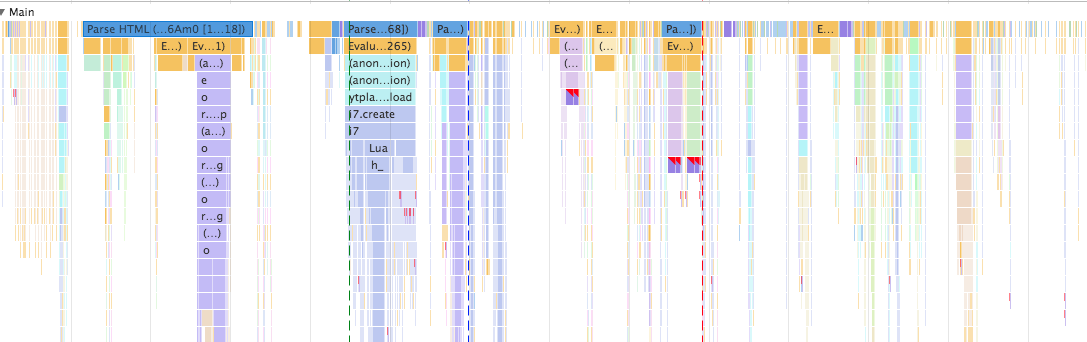 Main
Parse HTML (...6Am0 [1...18])
Parse...68])
Pa...)
Ev...)
E...
Pa...])
E...
E...)
Ev...1)
Evalu...265)
(...
(...
Ev...)
(a...)
(anon...ion)
(...
e
(anon...ion)
o
ytpla....load
r....p
i7.create
(a...)
i7
o
Lua
r...g
h_
(...)
o
r...g
(...)
o